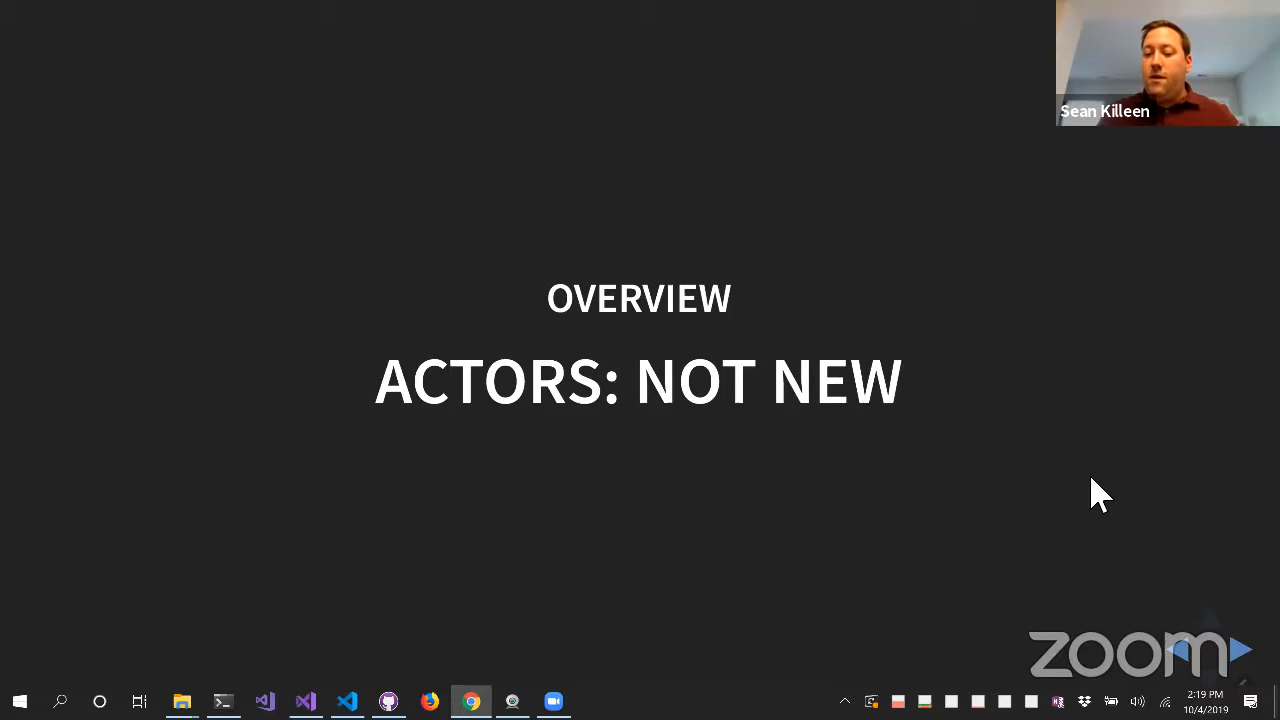 Sean Killeen
OVERVIEW
ACTORS: NOT NEW
zoom
2:19 PM
10/4/2019